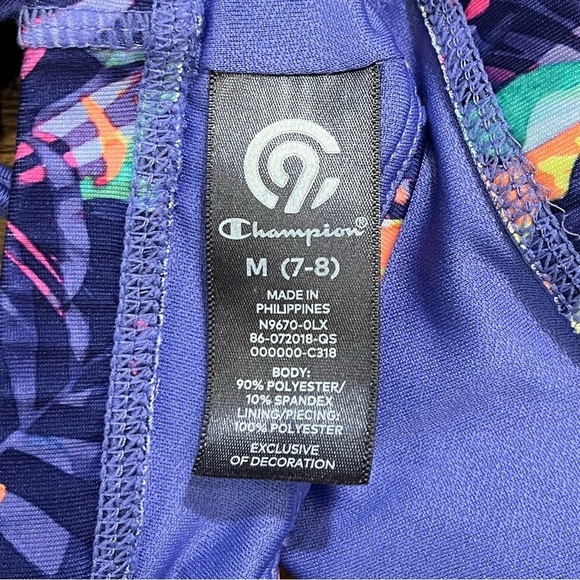 C9
Champion®
M (7-8)
MADE IN
PHILIPPINES
N9670-0LX
86-072018-QS
000000-C318
BODY:
90% POLYESTER/
10% SPANDEX
LINING/PIECING:
100% POLYESTER
EXCLUSIVE
OF DECORATION